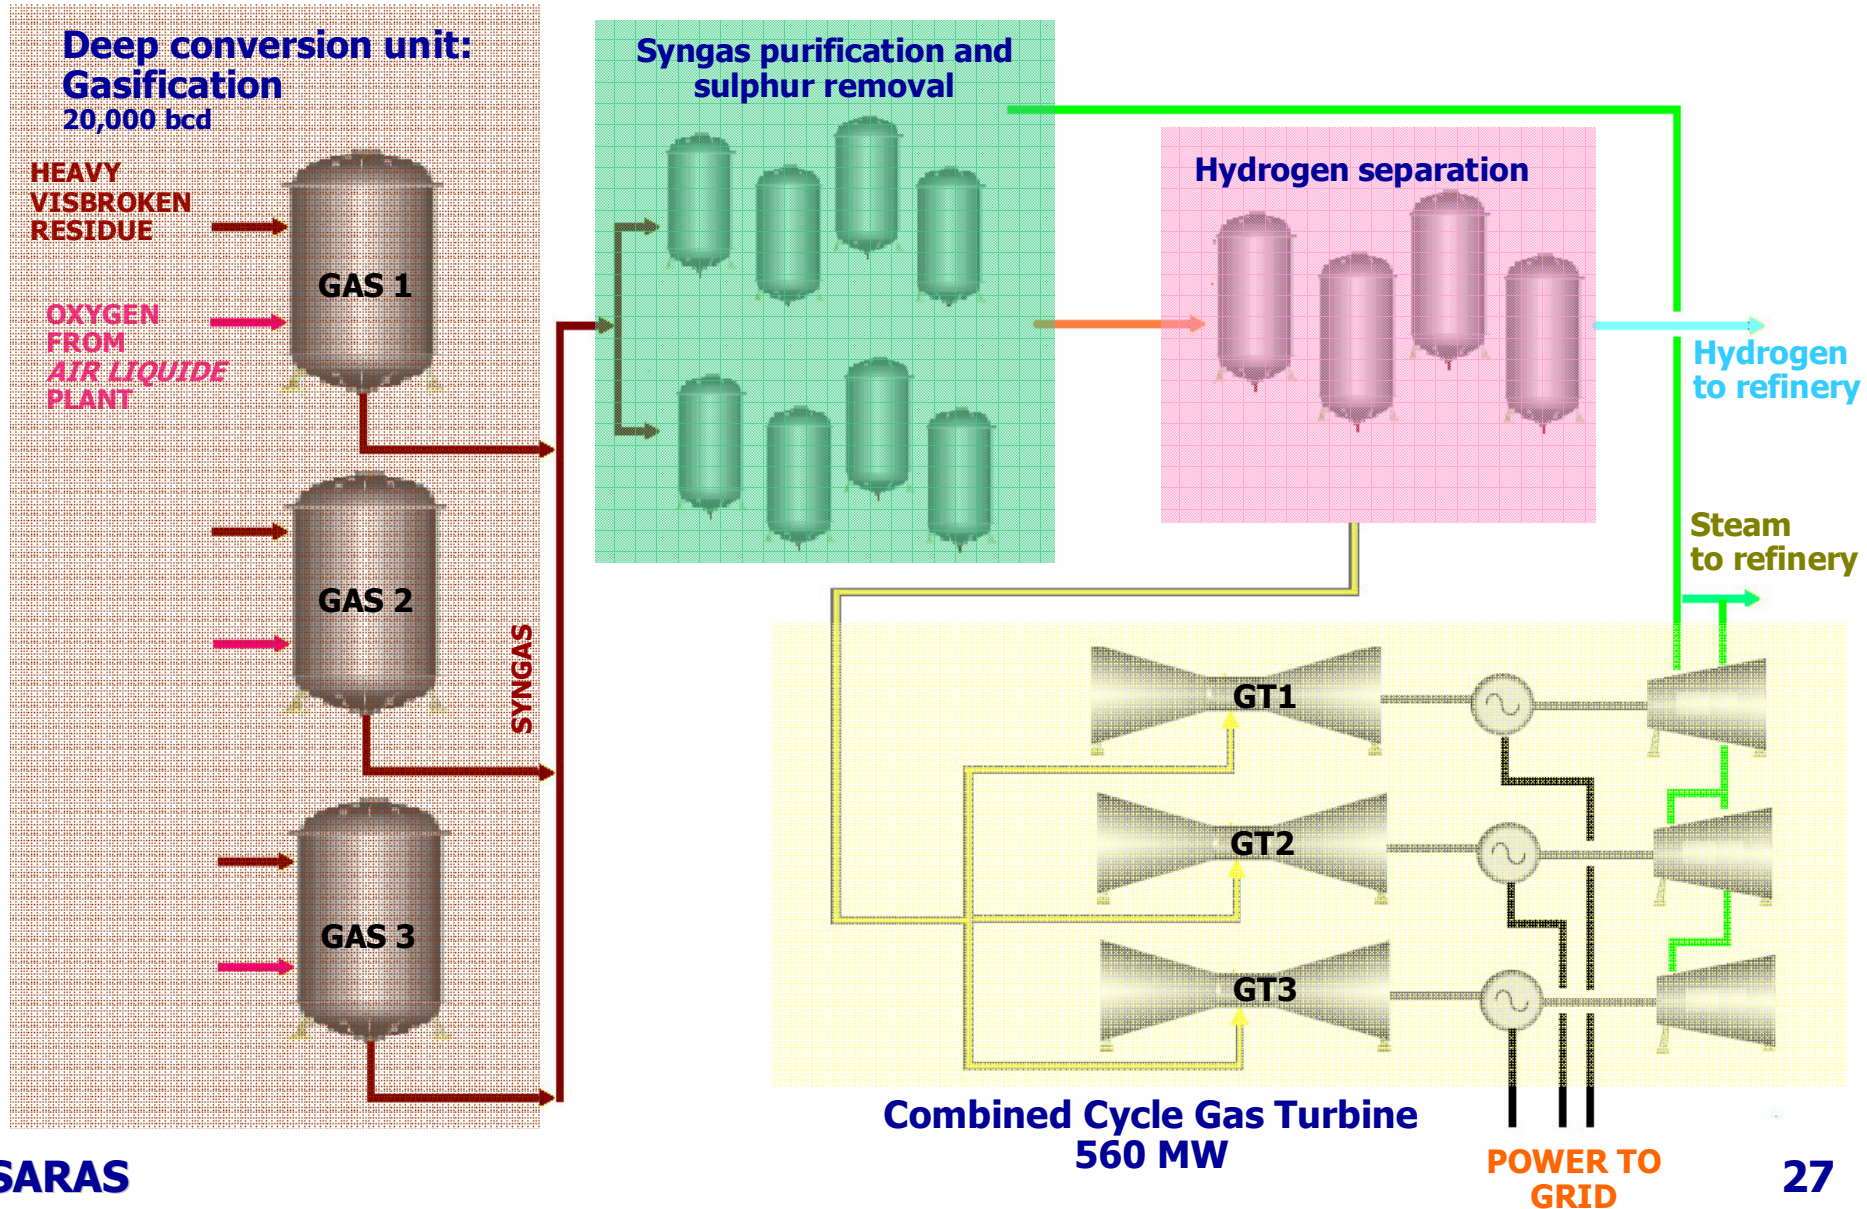 Deep conversion unit:
Gasification
20,000 bcd
HEAVY
VISBROKEN
RESIDUE
OXYGEN
FROM
AIR LIQUIDE
PLANT
GAS 1
GAS 2
GAS 3
SYNGAS
Syngas purification and
sulphur removal
Hydrogen separation
Hydrogen
to refinery
Steam
to refinery
GT1
GT2
GT3
Combined Cycle Gas Turbine
560 MW
POWER TO
GRID
SARAS
27